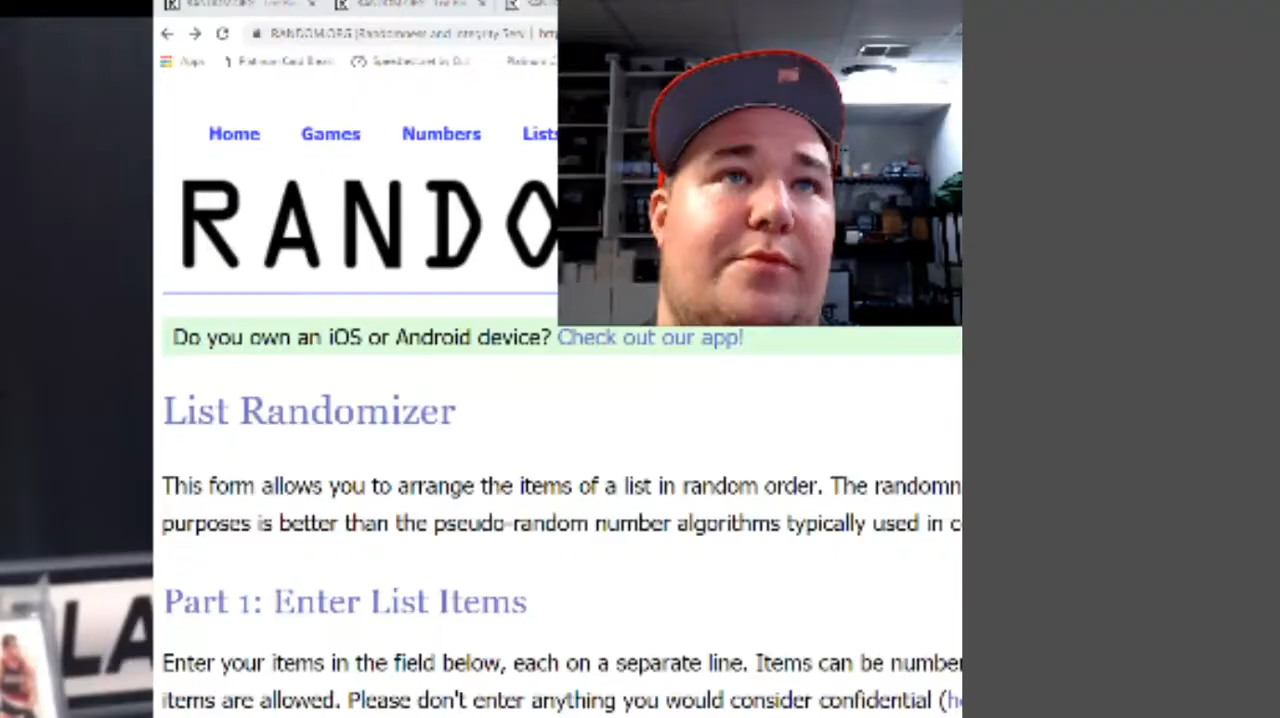 RANDOM.ORG
Apps
Home Games Numbers Lists
RANDO
Do you own an iOS or Android device? Check out our app!
List Randomizer
This form allows you to arrange the items of a list in random order. The randomn
purposes is better than the pseudo-random number algorithms typically used in c
Part 1: Enter List Items
LA
Enter your items in the field below, each on a separate line. Items can be number
items are allowed. Please don't enter anything you would consider confidential (h